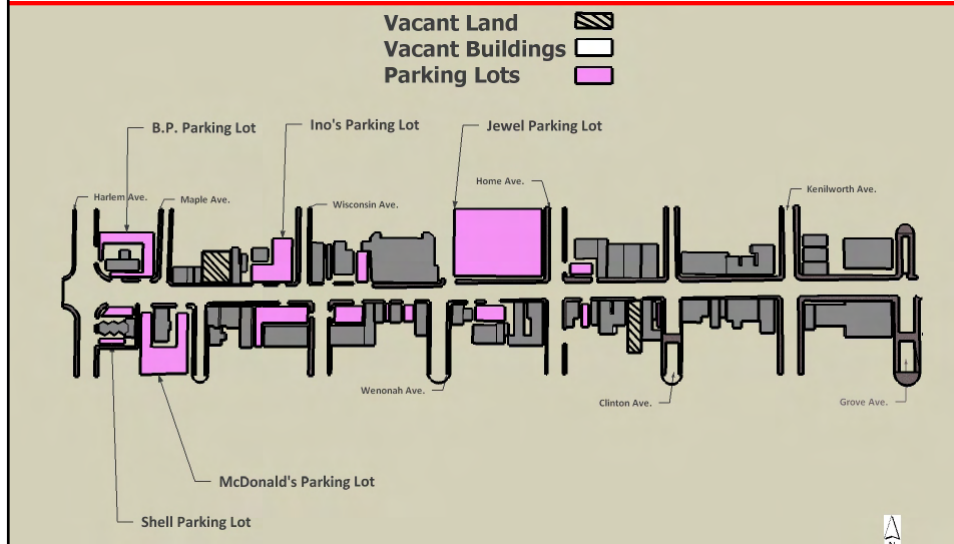 Vacant Land
Vacant Buildings
Parking Lots
B.P. Parking Lot
Ino's Parking Lot
Jewel Parking Lot
Harlem Ave.
Maple Ave.
Wisconsin Ave.
Home Ave.
Kenilworth Ave.
Wenonah Ave.
Clinton Ave.
Grove Ave.
McDonald's Parking Lot
Shell Parking Lot
N